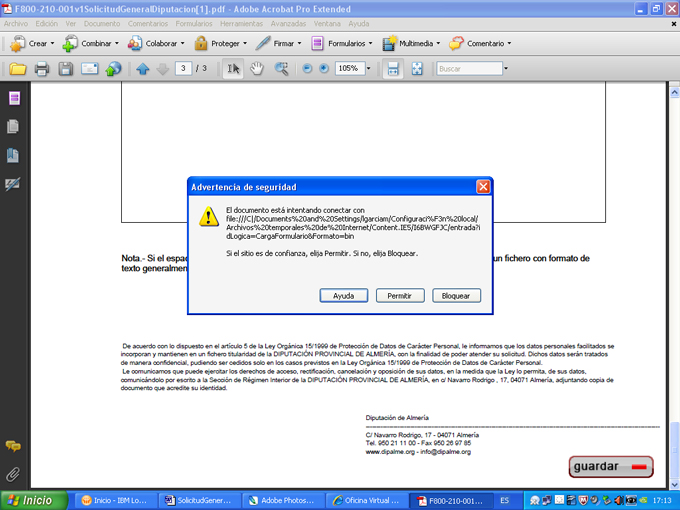 F800-210-001v1SolicitudGeneralDiputacion[1].pdf - Adobe Acrobat Pro Extended
Archivo Edición Ver Documento Comentarios Formularios Herramientas Avanzadas Ventana Ayuda
Crear Combinar Colaborar Proteger Firmar Formularios Multimedia Comentario
3 / 3 105% Buscar
Advertencia de seguridad
El documento está intentando conectar con
file:///C|/Documents%20and%20Settings/lgarciam/Configuraci%F3n%20local/
Archivos%20temporales%20de%20Internet/Content.IE5/I6BWGFJC/entrada?i
dLogica=CargaFormulario&Formato=bin
Si el sitio es de confianza, elija Permitir. Si no, elija Bloquear.
Ayuda Permitir Bloquear
Nota.- Si el espac un fichero con formato de
texto generalmen
De acuerdo con lo dispuesto en el artículo 5 de la Ley Orgánica 15/1999 de Protección de Datos de Carácter Personal, le informamos que los datos personales facilitados se
incorporan y mantienen en un fichero titularidad de la DIPUTACIÓN PROVINCIAL DE ALMERÍA, con la finalidad de poder atender su solicitud. Dichos datos serán tratados
de manera confidencial, pudiendo ser cedidos solo en los casos previstos en la Ley Orgánica 15/1999 de Protección de Datos de Carácter Personal.
Le comunicamos que puede ejercitar los derechos de acceso, rectificación, cancelación y oposición de sus datos, en la medida que la Ley lo permita, de sus datos,
comunicándolo por escrito a la Sección de Régimen Interior de la DIPUTACIÓN PROVINCIAL DE ALMERÍA, en c/ Navarro Rodrigo , 17, 04071 Almería, adjuntando copia de
documento que acredite su identidad.
Diputación de Almería
C/ Navarro Rodrigo, 17 - 04071 Almería
Tel. 950 21 11 00 - Fax 950 26 97 85
www.dipalme.org - info@dipalme.org
guardar
Inicio Inicio - IBM Lo... SolicitudGener... Adobe Photos... Oficina Virtual ... F800-210-001... ES 17:13